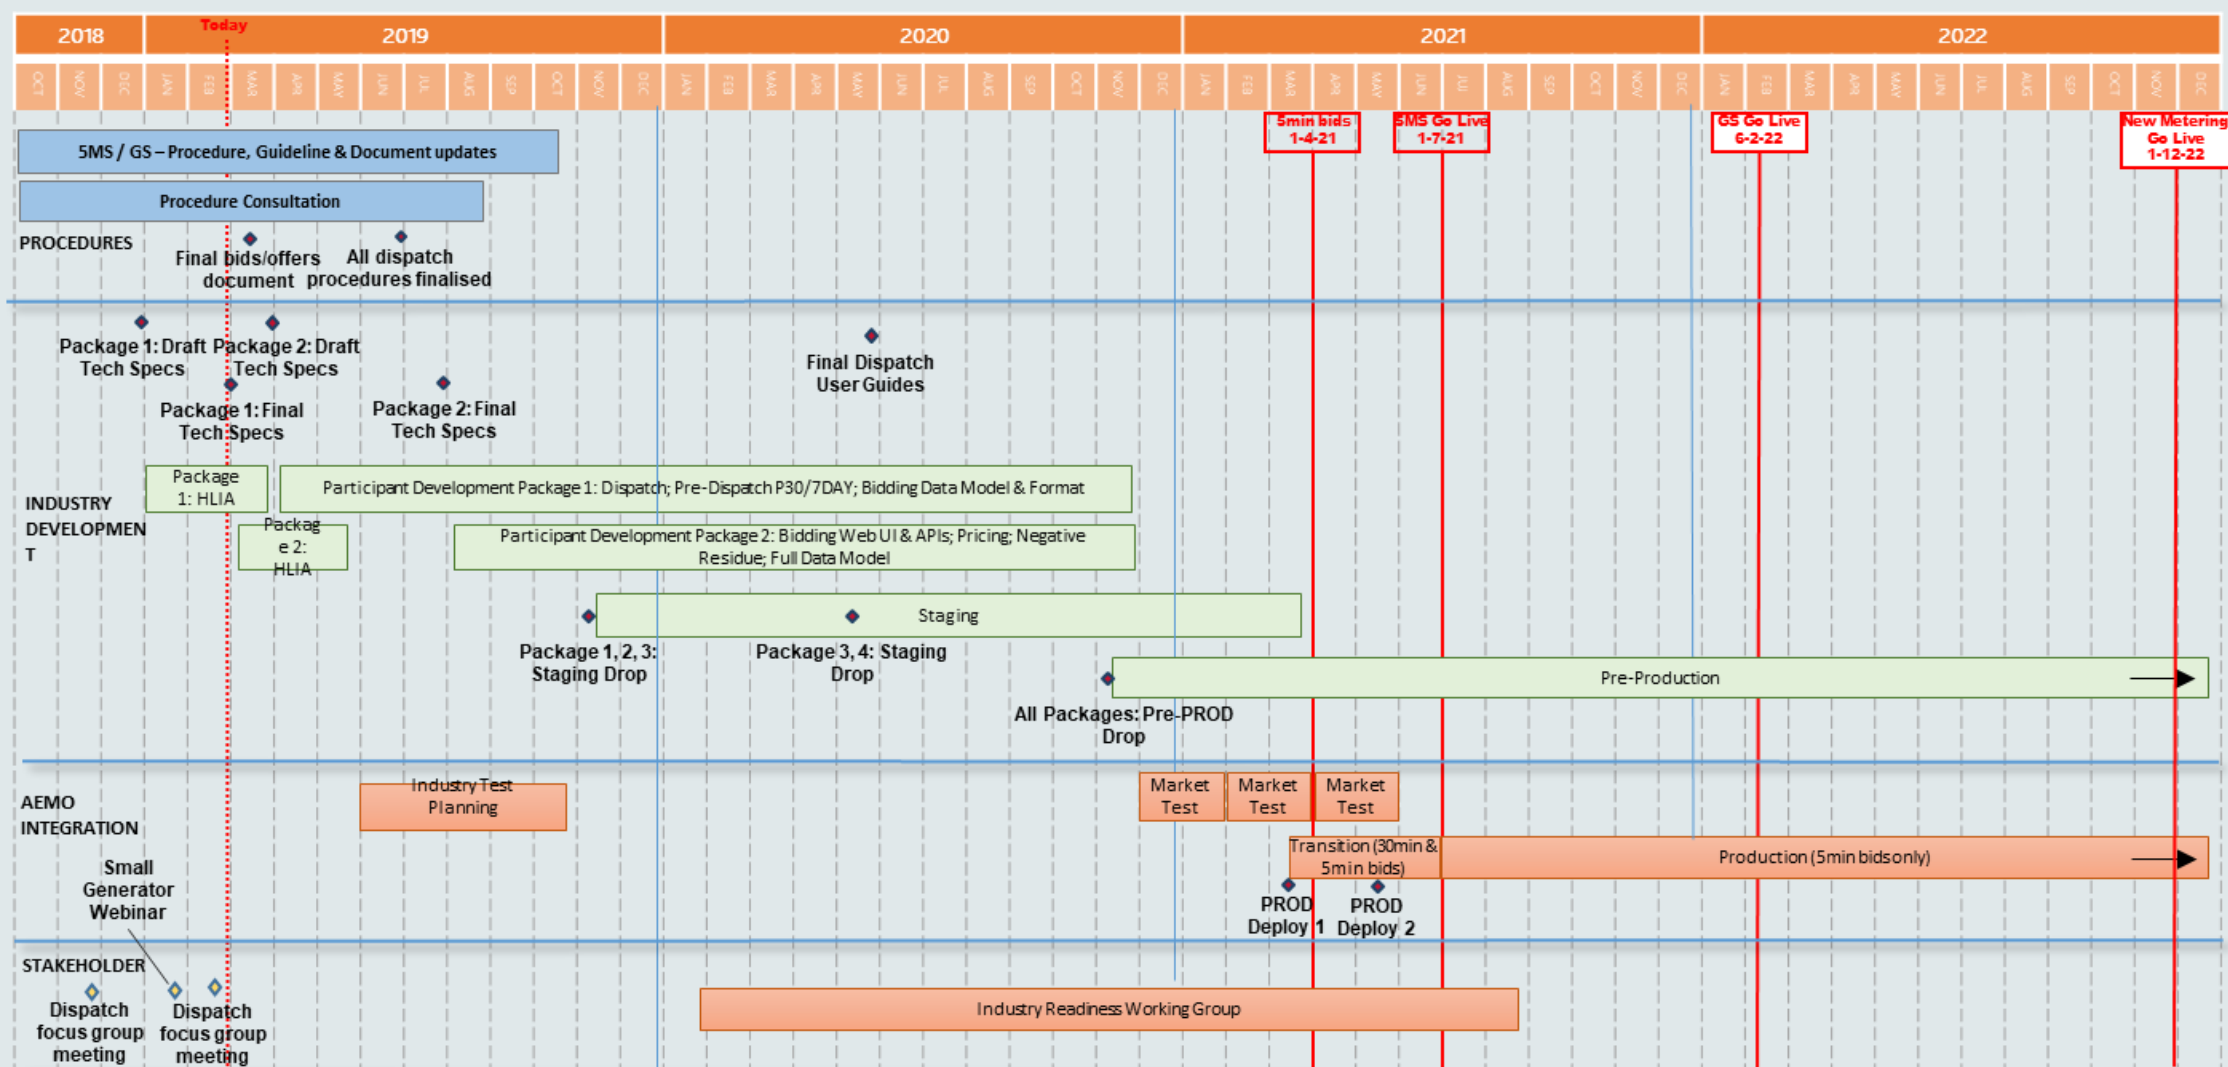 Today
2018 2019 2020 2021 2022
OCT NOV DEC JAN FEB MAR APR MAY JUN JUL AUG SEP OCT NOV DEC JAN FEB MAR APR MAY JUN JUL AUG SEP OCT NOV DEC JAN FEB MAR APR MAY JUN JUL AUG SEP OCT NOV DEC JAN FEB MAR APR MAY JUN JUL AUG SEP OCT NOV DEC
5min bids
1-4-21
5MS Go Live
1-7-21
GS Go Live
6-2-22
New Metering
Go Live
1-12-22
5MS / GS – Procedure, Guideline & Document updates
Procedure Consultation
PROCEDURES
Final bids/offers
document
All dispatch
procedures finalised
Package 1: Draft
Tech Specs
Package 2: Draft
Tech Specs
Package 1: Final
Tech Specs
Package 2: Final
Tech Specs
Final Dispatch
User Guides
INDUSTRY
DEVELOPMEN
T
Package
1: HLIA
Participant Development Package 1: Dispatch; Pre-Dispatch P30/7DAY; Bidding Data Model & Format
Packag
e 2:
HLIA
Participant Development Package 2: Bidding Web UI & APIs; Pricing; Negative
Residue; Full Data Model
Staging
Package 1, 2, 3:
Staging Drop
Package 3, 4: Staging
Drop
Pre-Production
All Packages: Pre-PROD
Drop
AEMO
INTEGRATION
Industry Test
Planning
Market
Test
Market
Test
Market
Test
Transition (30min &
5min bids)
Production (5min bids only)
PROD
Deploy 1
PROD
Deploy 2
Small
Generator
Webinar
STAKEHOLDER
Dispatch
focus group
meeting
Dispatch
focus group
meeting
Industry Readiness Working Group